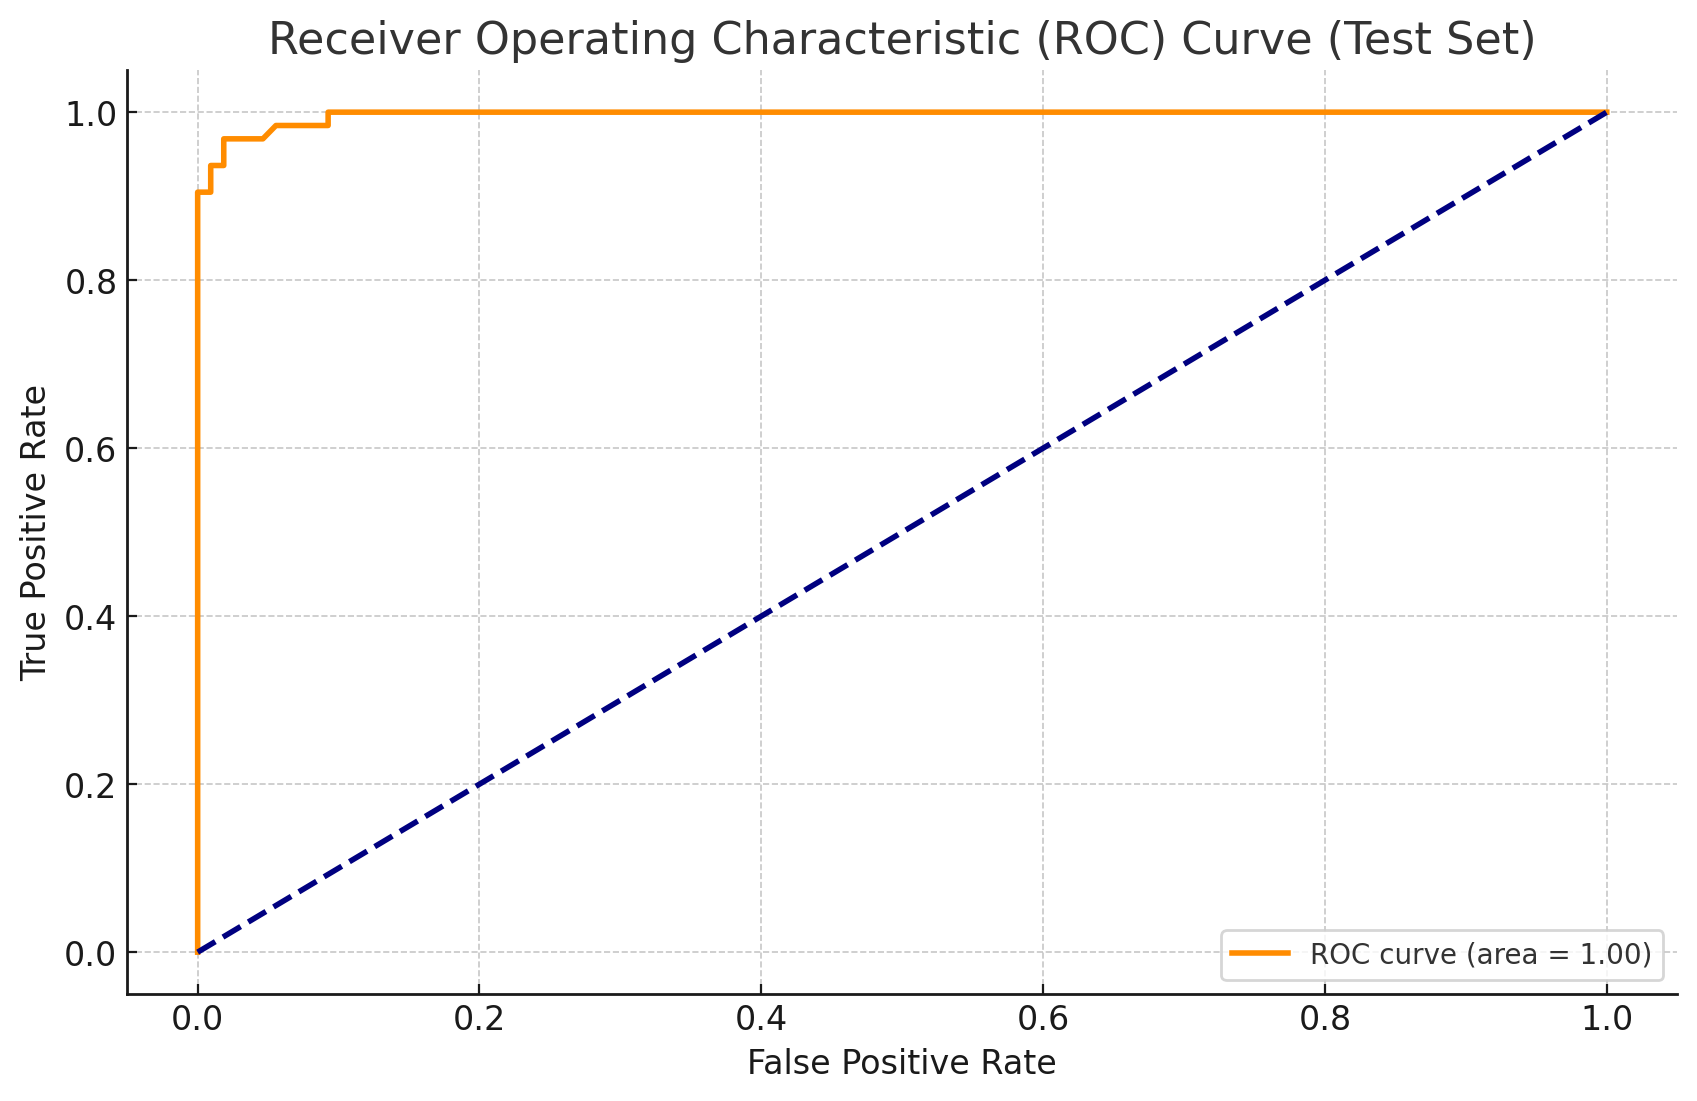 Receiver Operating Characteristic (ROC) Curve (Test Set)
True Positive Rate
1.0
0.8
0.6
0.4
0.2
0.0
ROC curve (area = 1.00)
0.0 0.2 0.4 0.6 0.8 1.0
False Positive Rate